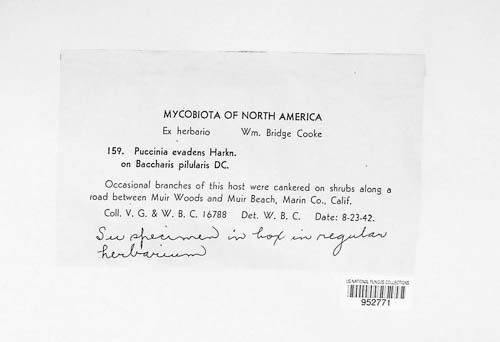 MYCOBIOTA OF NORTH AMERICA
Ex herbario Wm. Bridge Cooke
159. Puccinia evadens Harkn.
on Baccharis pilularis DC.
Occasional branches of this host were cankered on shrubs along a
road between Muir Woods and Muir Beach, Marin Co., Calif.
Coll. V. G. & W. B. C. 16788 Det. W. B. C. Date: 8-23-42.
See specimen in box in regular
herbarium
US NATIONAL FUNGUS COLLECTIONS
952771